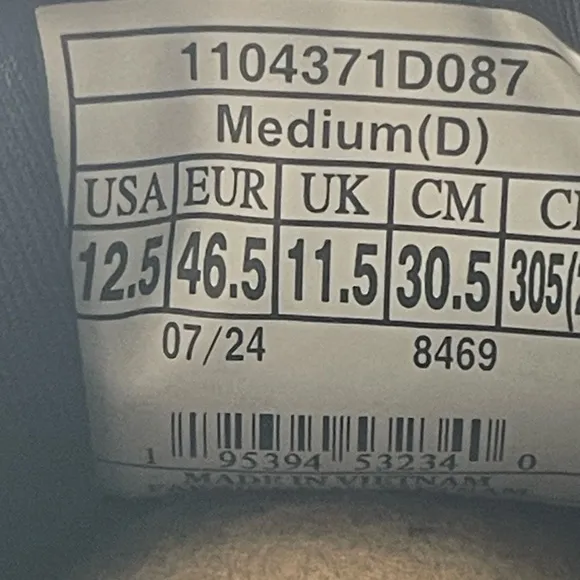 1104371D087
Medium(D)
USA EUR UK CM
12.5 46.5 11.5 30.5 305(
07/24 8469
1 95394 53234 0
MADE IN VIETNAM